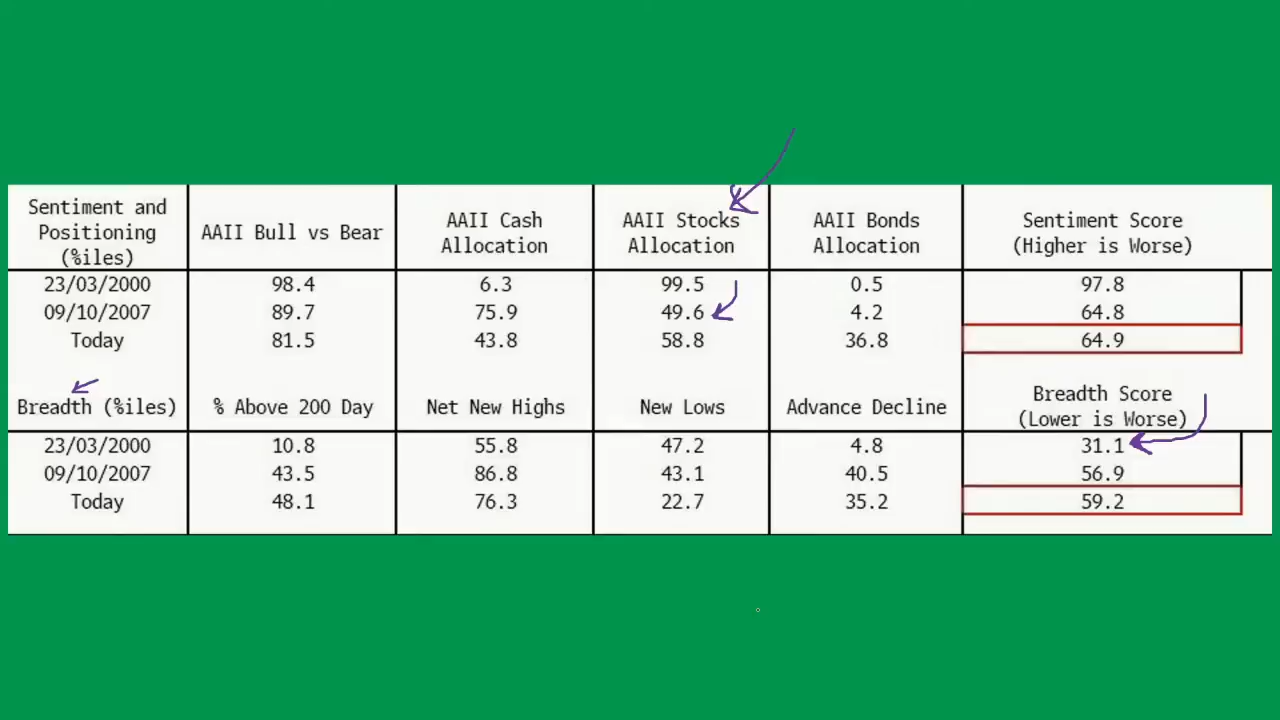 Sentiment and Positioning (%iles) AAII Bull vs Bear AAII Cash Allocation AAII Stocks Allocation AAII Bonds Allocation Sentiment Score (Higher is Worse)
23/03/2000 98.4 6.3 99.5 0.5 97.8
09/10/2007 89.7 75.9 49.6 4.2 64.8
Today 81.5 43.8 58.8 36.8 64.9
Breadth (%iles) % Above 200 Day Net New Highs New Lows Advance Decline Breadth Score (Lower is Worse)
23/03/2000 10.8 55.8 47.2 4.8 31.1
09/10/2007 43.5 86.8 43.1 40.5 56.9
Today 48.1 76.3 22.7 35.2 59.2